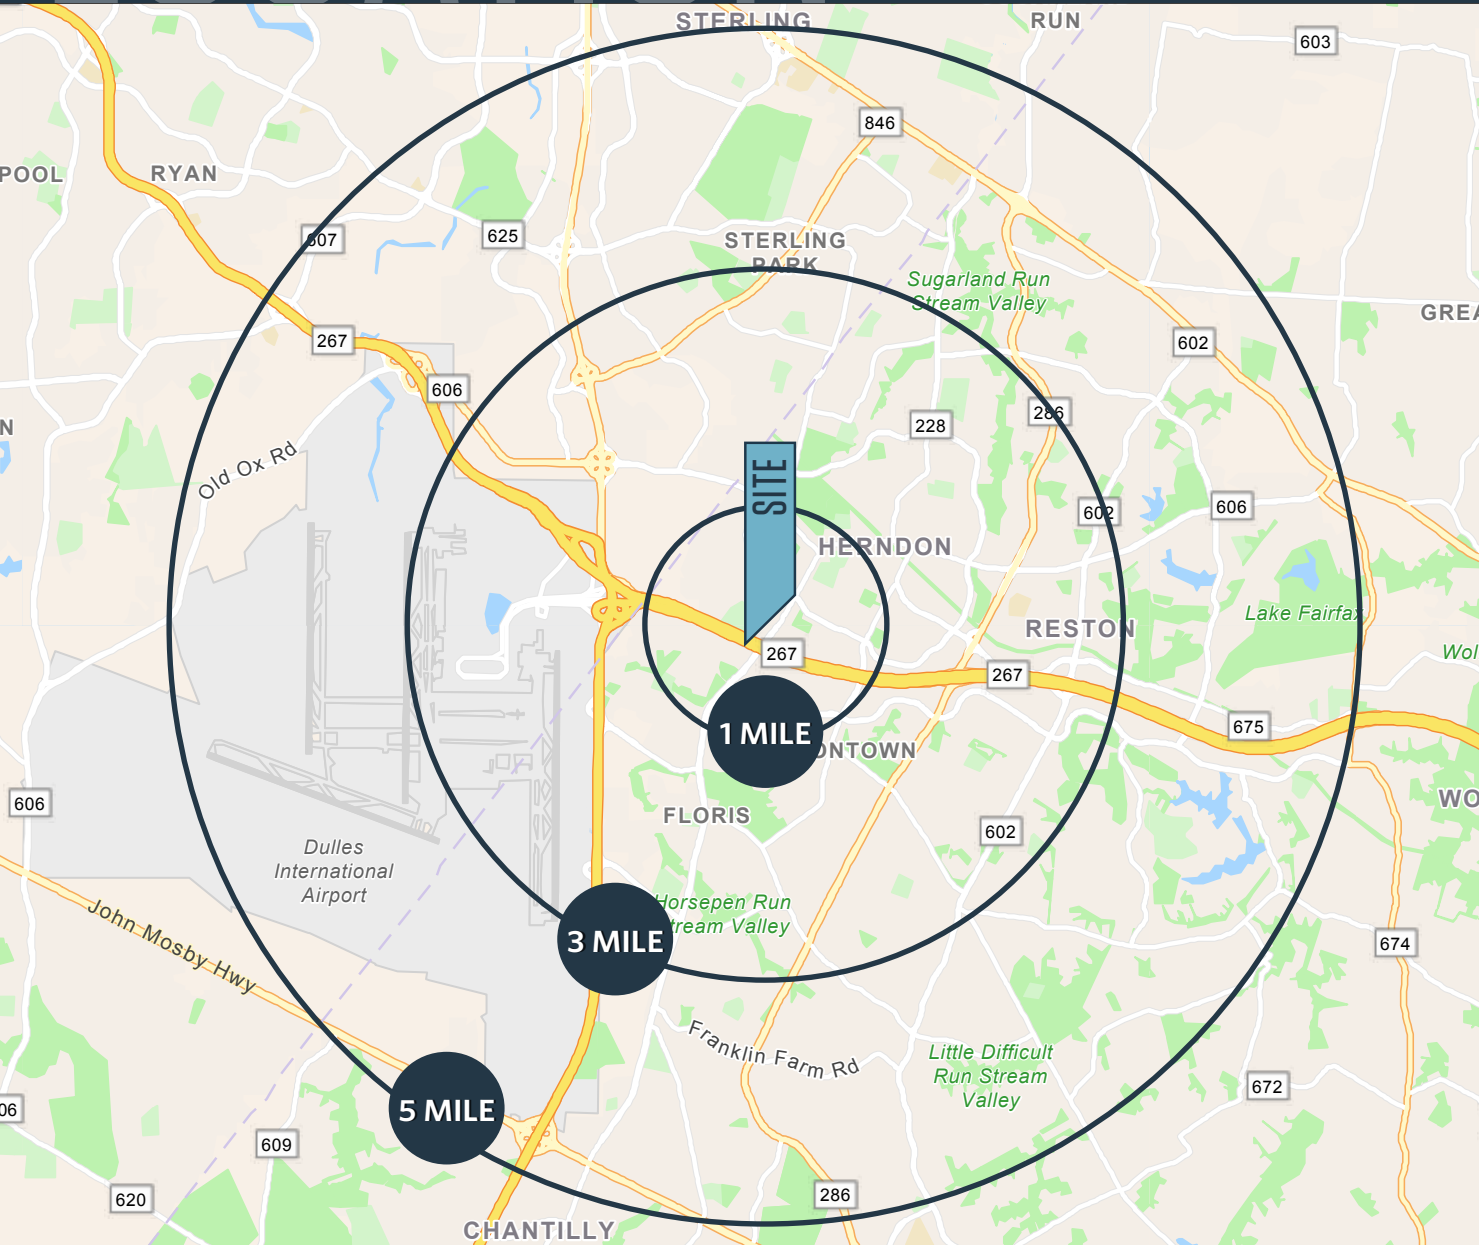 STERLING
RUN
603
846
POOL
RYAN
607
625
STERLING
PARK
Sugarland Run
Stream Valley
GREA
267
602
606
286
228
N
Old Ox Rd
SITE
602
606
HERNDON
Lake Fairfax
RESTON
267
267
Wol
675
1 MILE
ONTOWN
606
FLORIS
WO
602
Dulles
International
Airport
Horsepen Run
Stream Valley
John Mosby Hwy
3 MILE
674
Franklin Farm Rd
Little Difficult
Run Stream
Valley
672
06
5 MILE
609
620
286
CHANTILLY